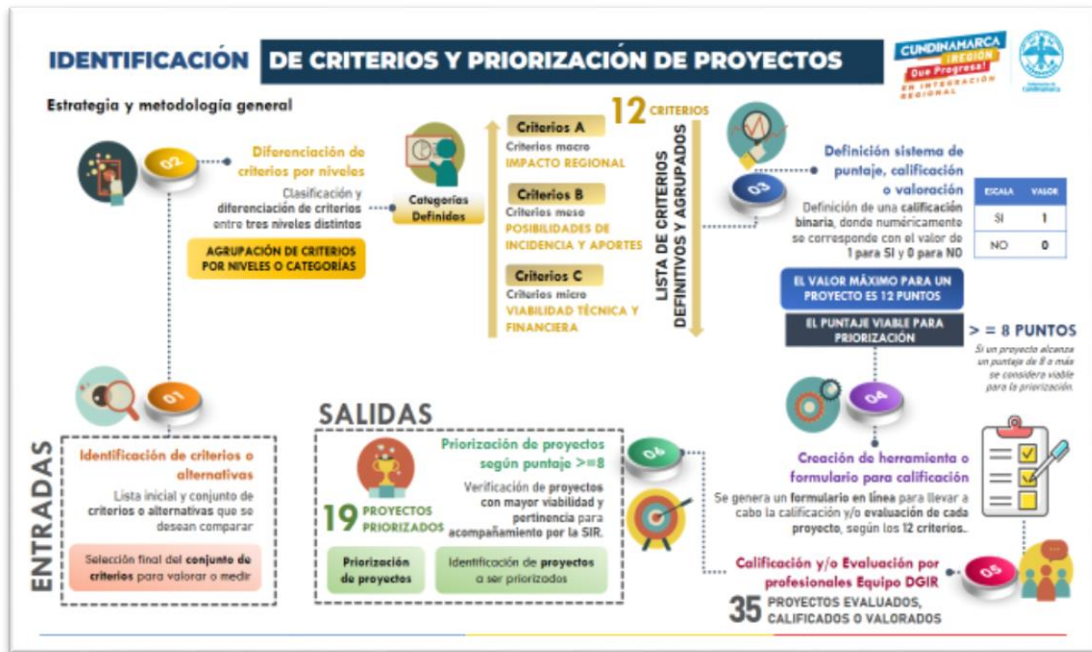 IDENTIFICACIÓN DE CRITERIOS Y PRIORIZACIÓN DE PROYECTOS
CUNDINAMARCA
¡REGIÓN
Que Progresa!
EN INTEGRACIÓN
REGIONAL
Cundinamarca
Estrategia y metodología general
ENTRADAS
01
Identificación de criterios o
alternativas
Lista inicial y conjunto de
criterios o alternativas que se
desean comparar
Selección final del conjunto de
criterios para valorar o medir
02
Diferenciación de
criterios por niveles
Clasificación y
diferenciación de criterios
entre tres niveles distintos
AGRUPACIÓN DE CRITERIOS
POR NIVELES O CATEGORÍAS
Categorías
Definidas
12 CRITERIOS
Criterios A
Criterios macro
IMPACTO REGIONAL
Criterios B
Criterios meso
POSIBILIDADES DE
INCIDENCIA Y APORTES
Criterios C
Criterios micro
VIABILIDAD TÉCNICA Y
FINANCIERA
LISTA DE CRITERIOS
DEFINITIVOS Y AGRUPADOS
03
Definición sistema de
puntaje, calificación
o valoración
Definición de una calificación
binaria, donde numéricamente
se corresponde con el valor de
1 para SI y 0 para NO
ESCALA VALOR
SI 1
NO 0
EL VALOR MÁXIMO PARA UN
PROYECTO ES 12 PUNTOS
EL PUNTAJE VIABLE PARA
PRIORIZACIÓN
> = 8 PUNTOS
Si un proyecto alcanza
un puntaje de 8 o más
se considera viable
para la priorización.
04
Creación de herramienta o
formulario para calificación
Se genera un formulario en línea para llevar a
cabo la calificación y/o evaluación de cada
proyecto, según los 12 criterios..
05
Calificación y/o Evaluación por
profesionales Equipo DGIR
35 PROYECTOS EVALUADOS,
CALIFICADOS O VALORADOS
06
SALIDAS
Priorización de proyectos
según puntaje >=8
Verificación de proyectos
con mayor viabilidad y
pertinencia para
acompañamiento por la SIR.
19 PROYECTOS
PRIORIZADOS
Priorización
de proyectos
Identificación de proyectos
a ser priorizados